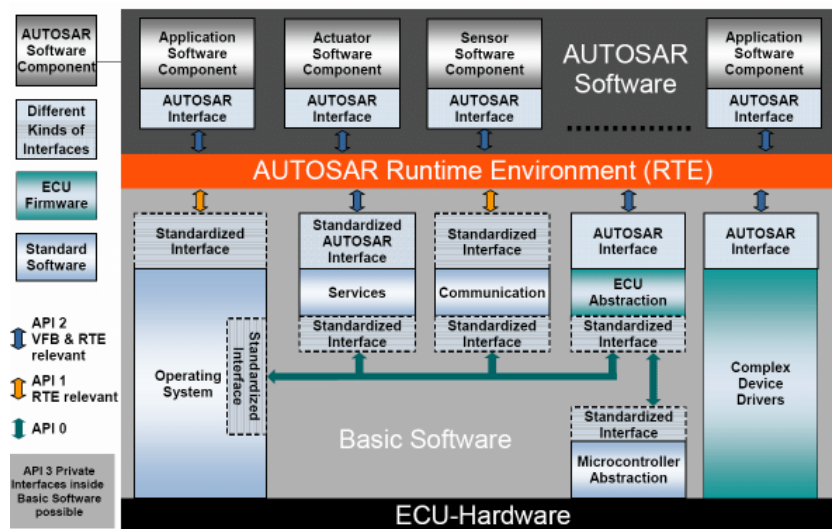 AUTOSAR
Software
Component
Different
Kinds of
Interfaces
ECU
Firmware
Standard
Software
API 2
VFB & RTE
relevant
API 1
RTE relevant
API 0
API 3 Private
Interfaces inside
Basic Software
possible
Application
Software
Component
AUTOSAR
Interface
Actuator
Software
Component
AUTOSAR
Interface
Sensor
Software
Component
AUTOSAR
Interface
AUTOSAR
Software
..............
Application
Software
Component
AUTOSAR
Interface
AUTOSAR Runtime Environment (RTE)
Standardized
Interface
Operating
System
Standardized
Interface
Standardized
AUTOSAR
Interface
Services
Standardized
Interface
Standardized
Interface
Communication
Standardized
Interface
AUTOSAR
Interface
ECU
Abstraction
Standardized
Interface
Standardized
Interface
Microcontroller
Abstraction
AUTOSAR
Interface
Complex
Device
Drivers
Basic Software
ECU-Hardware